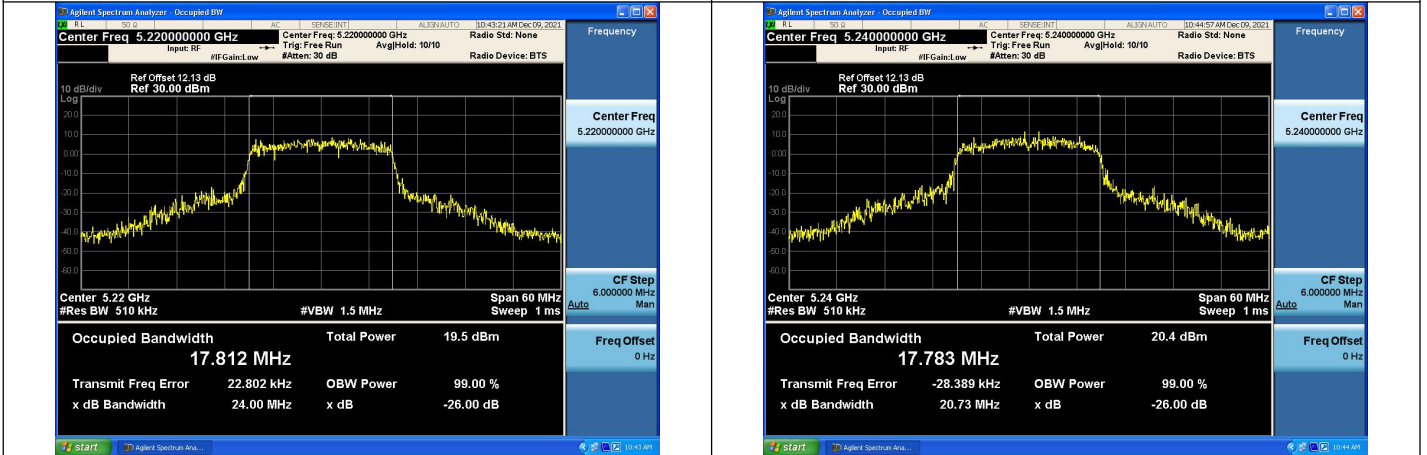 Agilent Spectrum Analyzer - Occupied BW
RL 50 Ω AC SENSE:INT ALIGN AUTO 10:43:21 AM Dec 09, 2021
Center Freq 5.220000000 GHz Center Freq: 5.220000000 GHz Radio Std: None Frequency
Input: RF Trig: Free Run Avg|Hold: 10/10
#IFGain:Low #Atten: 30 dB Radio Device: BTS
Ref Offset 12.13 dB
10 dB/div Ref 30.00 dBm
Log
20.0
10.0
0.00
-10.0
-20.0
-30.0
-40.0
-50.0
-60.0
Center Freq
5.220000000 GHz
Center 5.22 GHz Span 60 MHz
#Res BW 510 kHz #VBW 1.5 MHz Sweep 1 ms
CF Step
6.000000 MHz
Auto Man
Occupied Bandwidth Total Power 19.5 dBm
17.812 MHz
Transmit Freq Error 22.802 kHz OBW Power 99.00 %
x dB Bandwidth 24.00 MHz x dB -26.00 dB
Freq Offset
0 Hz
start Agilent Spectrum Ana... 10:43 AM
Agilent Spectrum Analyzer - Occupied BW
RL 50 Ω AC SENSE:INT ALIGN AUTO 10:44:57 AM Dec 09, 2021
Center Freq 5.240000000 GHz Center Freq: 5.240000000 GHz Radio Std: None Frequency
Input: RF Trig: Free Run Avg|Hold: 10/10
#IFGain:Low #Atten: 30 dB Radio Device: BTS
Ref Offset 12.13 dB
10 dB/div Ref 30.00 dBm
Log
20.0
10.0
0.00
-10.0
-20.0
-30.0
-40.0
-50.0
-60.0
Center Freq
5.240000000 GHz
Center 5.24 GHz Span 60 MHz
#Res BW 510 kHz #VBW 1.5 MHz Sweep 1 ms
CF Step
6.000000 MHz
Auto Man
Occupied Bandwidth Total Power 20.4 dBm
17.783 MHz
Transmit Freq Error -28.389 kHz OBW Power 99.00 %
x dB Bandwidth 20.73 MHz x dB -26.00 dB
Freq Offset
0 Hz
start Agilent Spectrum Ana... 10:44 AM